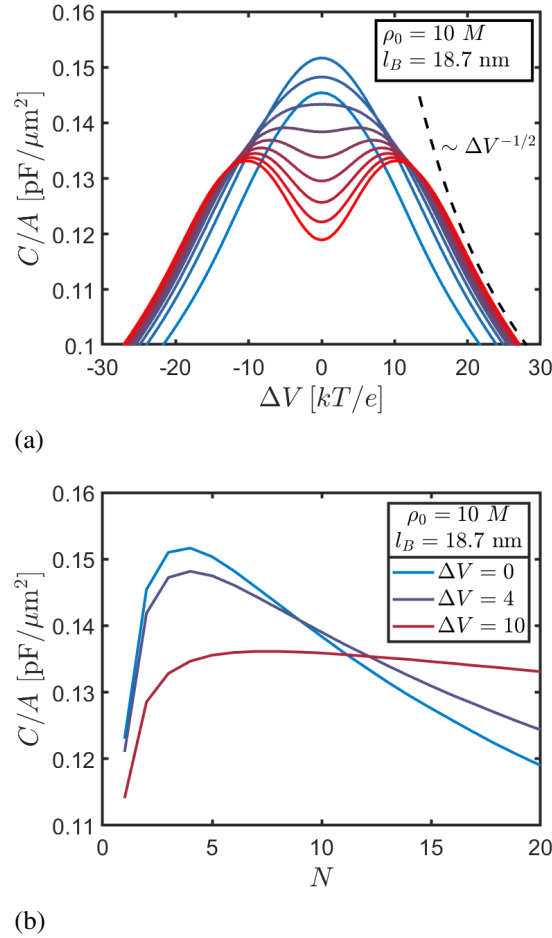 0.16
0.15
0.14
0.13
0.12
0.11
0.1
C/A [pF/μm²]
ρ₀ = 10 M
l_B = 18.7 nm
~ ΔV^{-1/2}
-30 -20 -10 0 10 20 30
ΔV [kT/e]
(a)
0.16
0.15
0.14
0.13
0.12
0.11
C/A [pF/μm²]
ρ₀ = 10 M
l_B = 18.7 nm
ΔV = 0
ΔV = 4
ΔV = 10
0 5 10 15 20
N
(b)